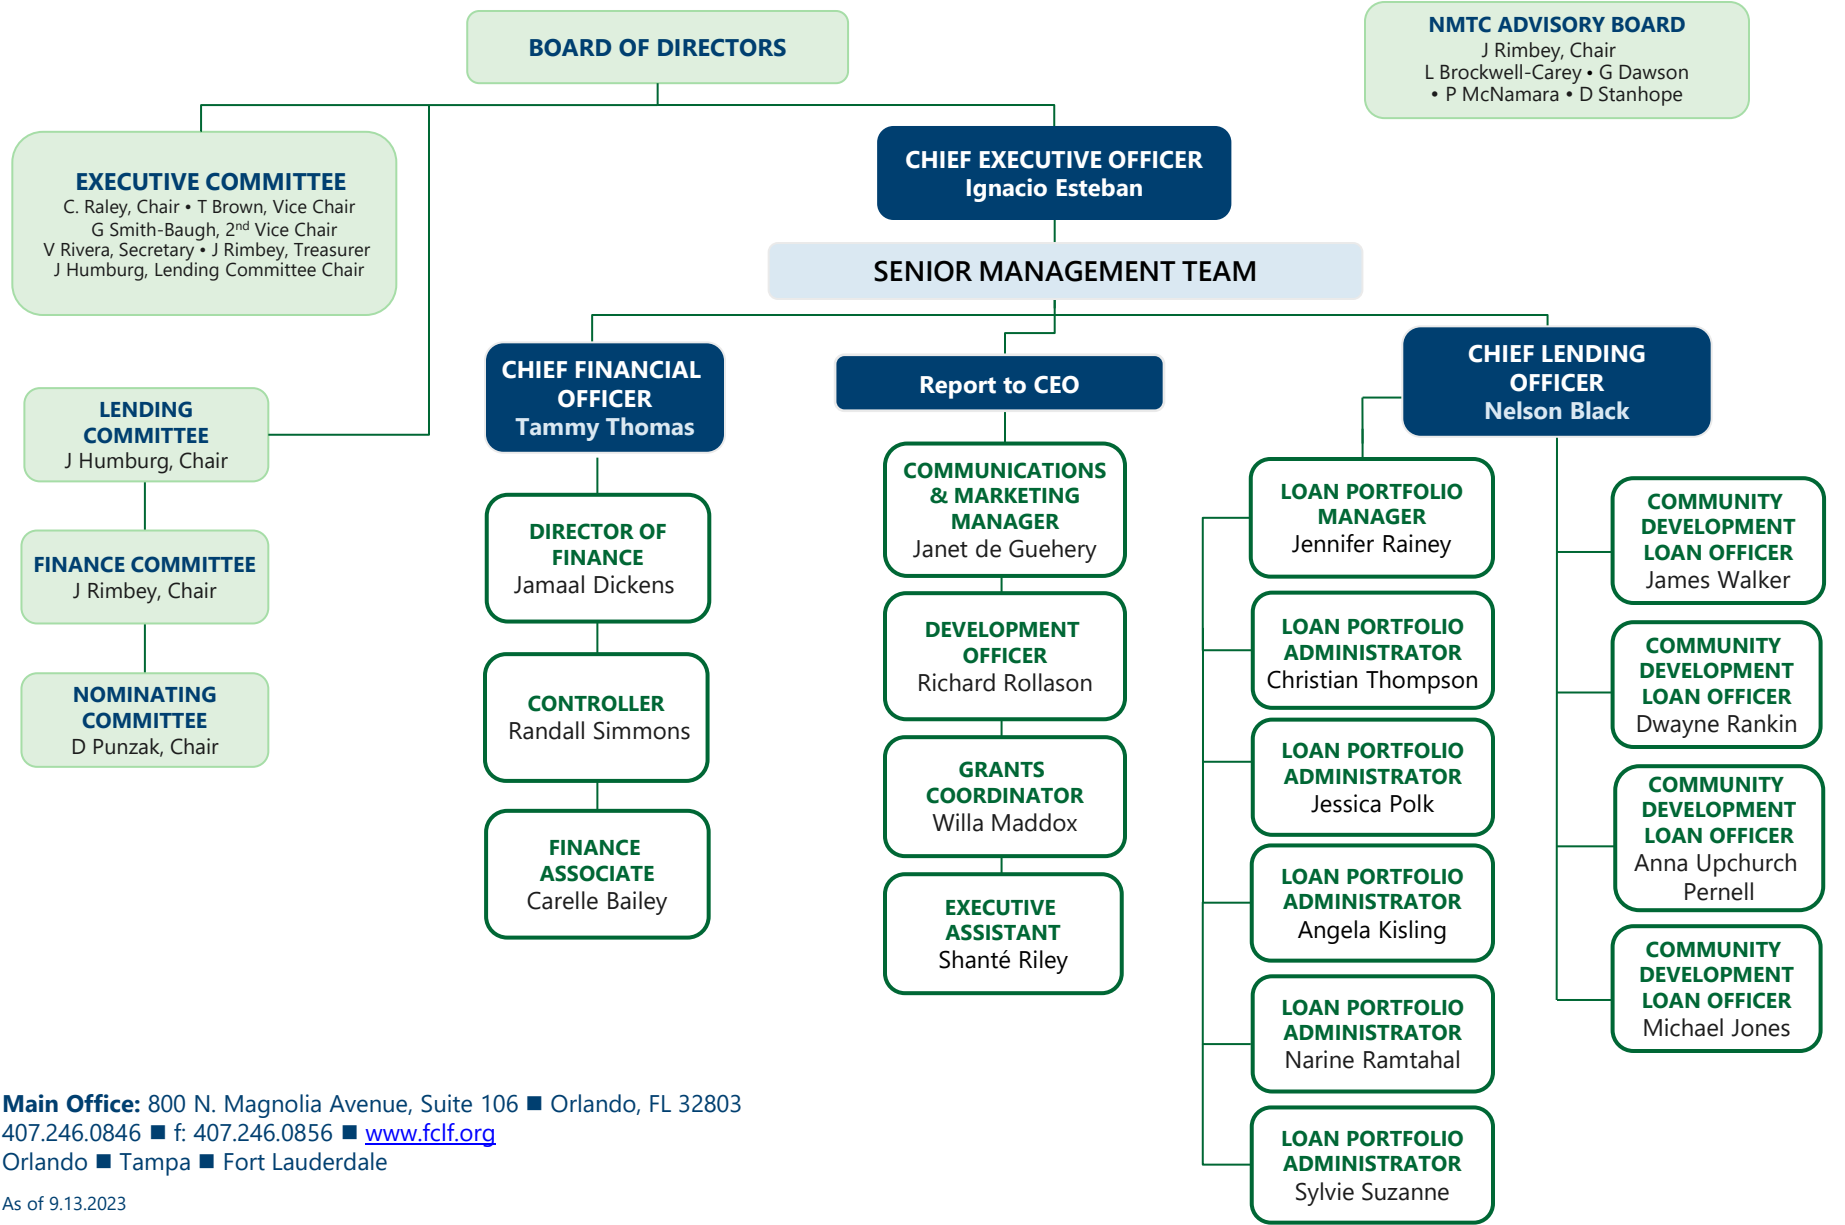 BOARD OF DIRECTORS
NMTC ADVISORY BOARD
J Rimbey, Chair
L Brockwell-Carey • G Dawson
• P McNamara • D Stanhope
EXECUTIVE COMMITTEE
C. Raley, Chair • T Brown, Vice Chair
G Smith-Baugh, 2nd Vice Chair
V Rivera, Secretary • J Rimbey, Treasurer
J Humburg, Lending Committee Chair
CHIEF EXECUTIVE OFFICER
Ignacio Esteban
SENIOR MANAGEMENT TEAM
LENDING
COMMITTEE
J Humburg, Chair
FINANCE COMMITTEE
J Rimbey, Chair
NOMINATING
COMMITTEE
D Punzak, Chair
CHIEF FINANCIAL
OFFICER
Tammy Thomas
DIRECTOR OF
FINANCE
Jamaal Dickens
CONTROLLER
Randall Simmons
FINANCE
ASSOCIATE
Carelle Bailey
Report to CEO
COMMUNICATIONS
& MARKETING
MANAGER
Janet de Guehery
DEVELOPMENT
OFFICER
Richard Rollason
GRANTS
COORDINATOR
Willa Maddox
EXECUTIVE
ASSISTANT
Shanté Riley
CHIEF LENDING
OFFICER
Nelson Black
LOAN PORTFOLIO
MANAGER
Jennifer Rainey
LOAN PORTFOLIO
ADMINISTRATOR
Christian Thompson
LOAN PORTFOLIO
ADMINISTRATOR
Jessica Polk
LOAN PORTFOLIO
ADMINISTRATOR
Angela Kisling
LOAN PORTFOLIO
ADMINISTRATOR
Narine Ramtahal
LOAN PORTFOLIO
ADMINISTRATOR
Sylvie Suzanne
COMMUNITY
DEVELOPMENT
LOAN OFFICER
James Walker
COMMUNITY
DEVELOPMENT
LOAN OFFICER
Dwayne Rankin
COMMUNITY
DEVELOPMENT
LOAN OFFICER
Anna Upchurch
Pernell
COMMUNITY
DEVELOPMENT
LOAN OFFICER
Michael Jones
Main Office: 800 N. Magnolia Avenue, Suite 106 ■ Orlando, FL 32803
407.246.0846 ■ f: 407.246.0856 ■ www.fclf.org
Orlando ■ Tampa ■ Fort Lauderdale
As of 9.13.2023